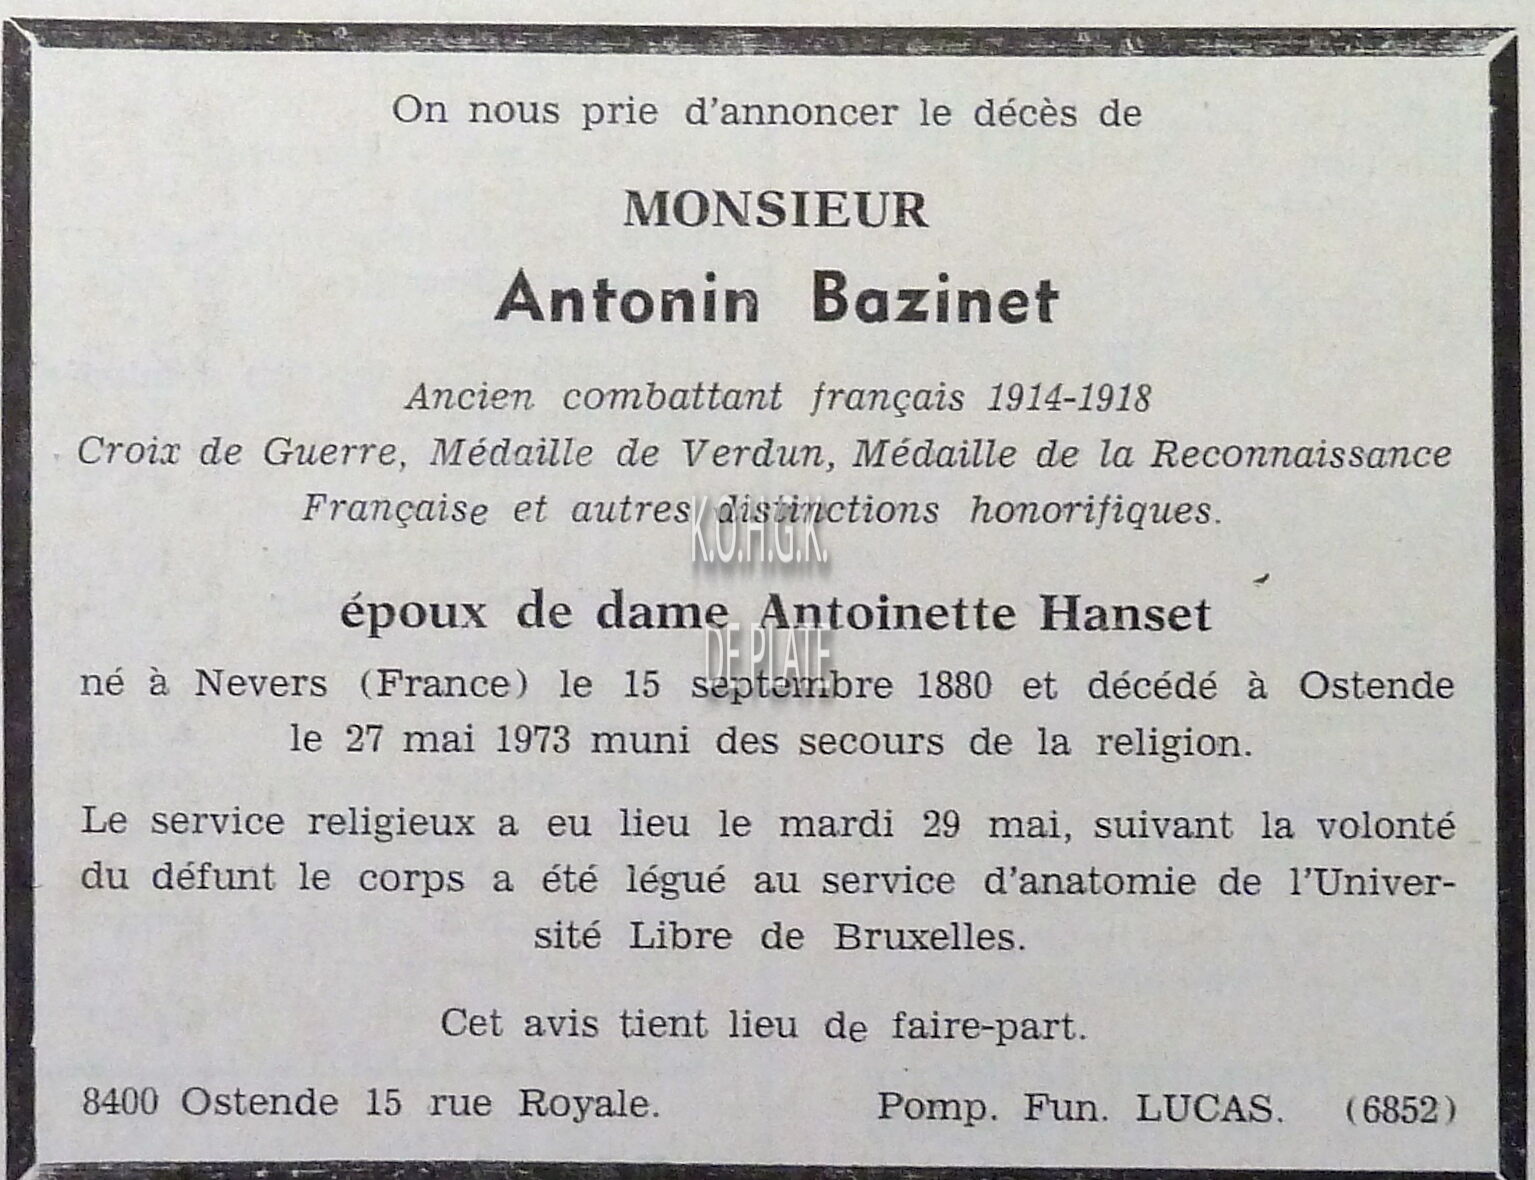 On nous prie d'annoncer le décès de
MONSIEUR
Antonin Bazinet
Ancien combattant français 1914-1918
Croix de Guerre, Médaille de Verdun, Médaille de la Reconnaissance
Française et autres distinctions honorifiques.
K.O.H.G.K.
époux de dame Antoinette Hanset
DE PLATE
né à Nevers (France) le 15 septembre 1880 et décédé à Ostende
le 27 mai 1973 muni des secours de la religion.
Le service religieux a eu lieu le mardi 29 mai, suivant la volonté
du défunt le corps a été légué au service d'anatomie de l'Univer-
sité Libre de Bruxelles.
Cet avis tient lieu de faire-part.
8400 Ostende 15 rue Royale. Pomp. Fun. LUCAS. (6852)